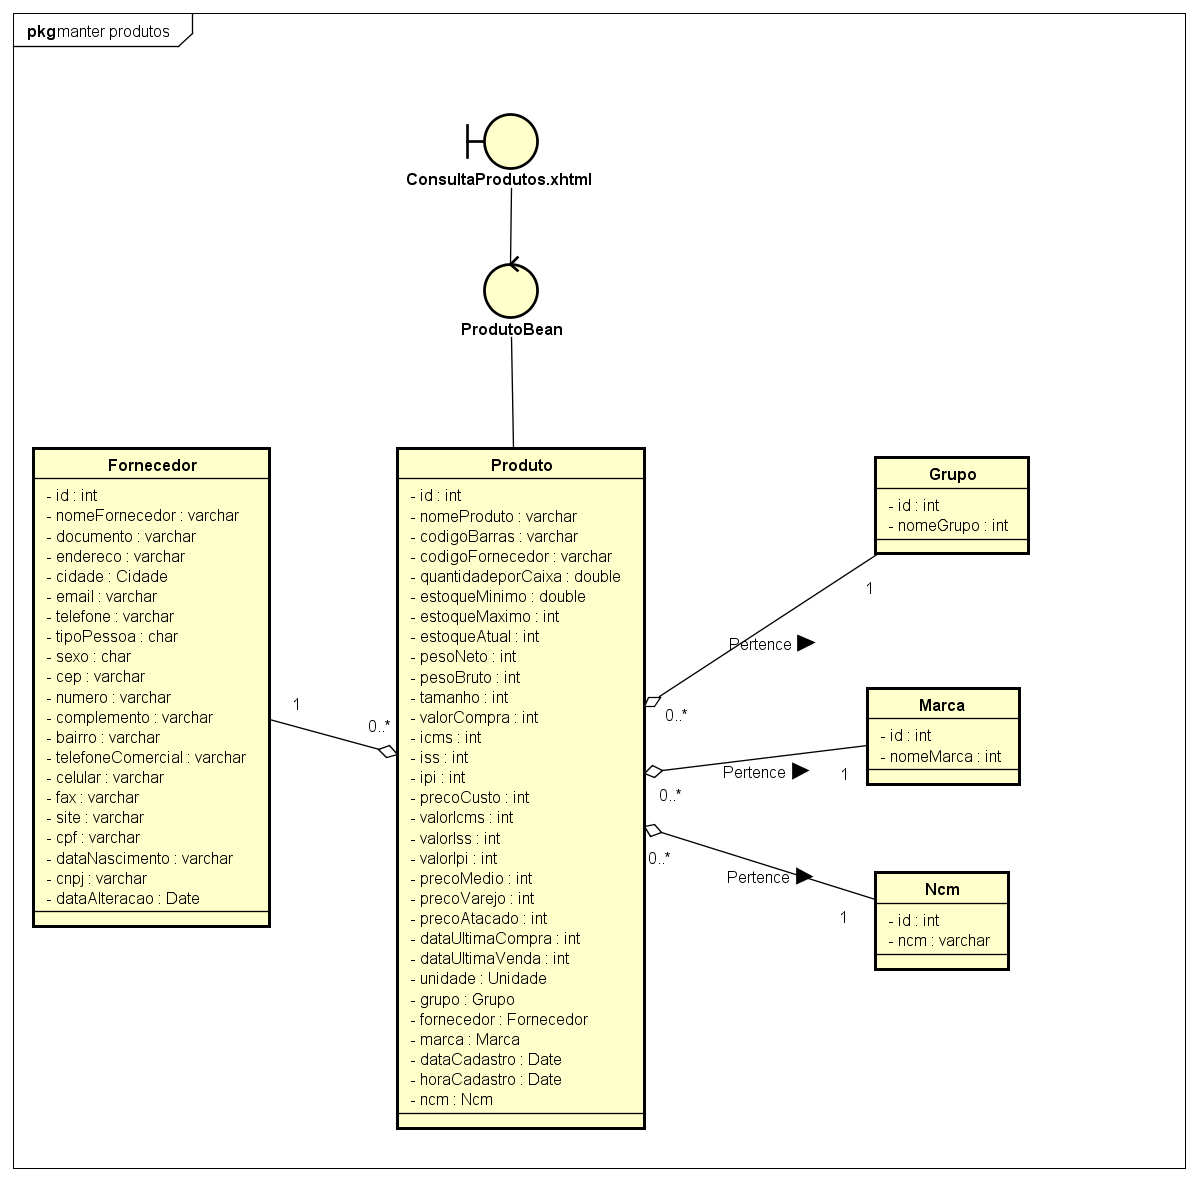 pkg manter produtos
ConsultaProdutos.xhtml
ProdutoBean
Fornecedor
- id : int
- nomeFornecedor : varchar
- documento : varchar
- endereco : varchar
- cidade : Cidade
- email : varchar
- telefone : varchar
- tipoPessoa : char
- sexo : char
- cep : varchar
- numero : varchar
- complemento : varchar
- bairro : varchar
- telefoneComercial : varchar
- celular : varchar
- fax : varchar
- site : varchar
- cpf : varchar
- dataNascimento : varchar
- cnpj : varchar
- dataAlteracao : Date
1
0..*
Produto
- id : int
- nomeProduto : varchar
- codigoBarras : varchar
- codigoFornecedor : varchar
- quantidadeporCaixa : double
- estoqueMinimo : double
- estoqueMaximo : int
- estoqueAtual : int
- pesoNeto : int
- pesoBruto : int
- tamanho : int
- valorCompra : int
- icms : int
- iss : int
- ipi : int
- precoCusto : int
- valorIcms : int
- valorIss : int
- valorIpi : int
- precoMedio : int
- precoVarejo : int
- precoAtacado : int
- dataUltimaCompra : int
- dataUltimaVenda : int
- unidade : Unidade
- grupo : Grupo
- fornecedor : Fornecedor
- marca : Marca
- dataCadastro : Date
- horaCadastro : Date
- ncm : Ncm
Grupo
- id : int
- nomeGrupo : int
1
Pertence
0..*
Marca
- id : int
- nomeMarca : int
Pertence
1
0..*
0..*
Pertence
1
Ncm
- id : int
- ncm : varchar